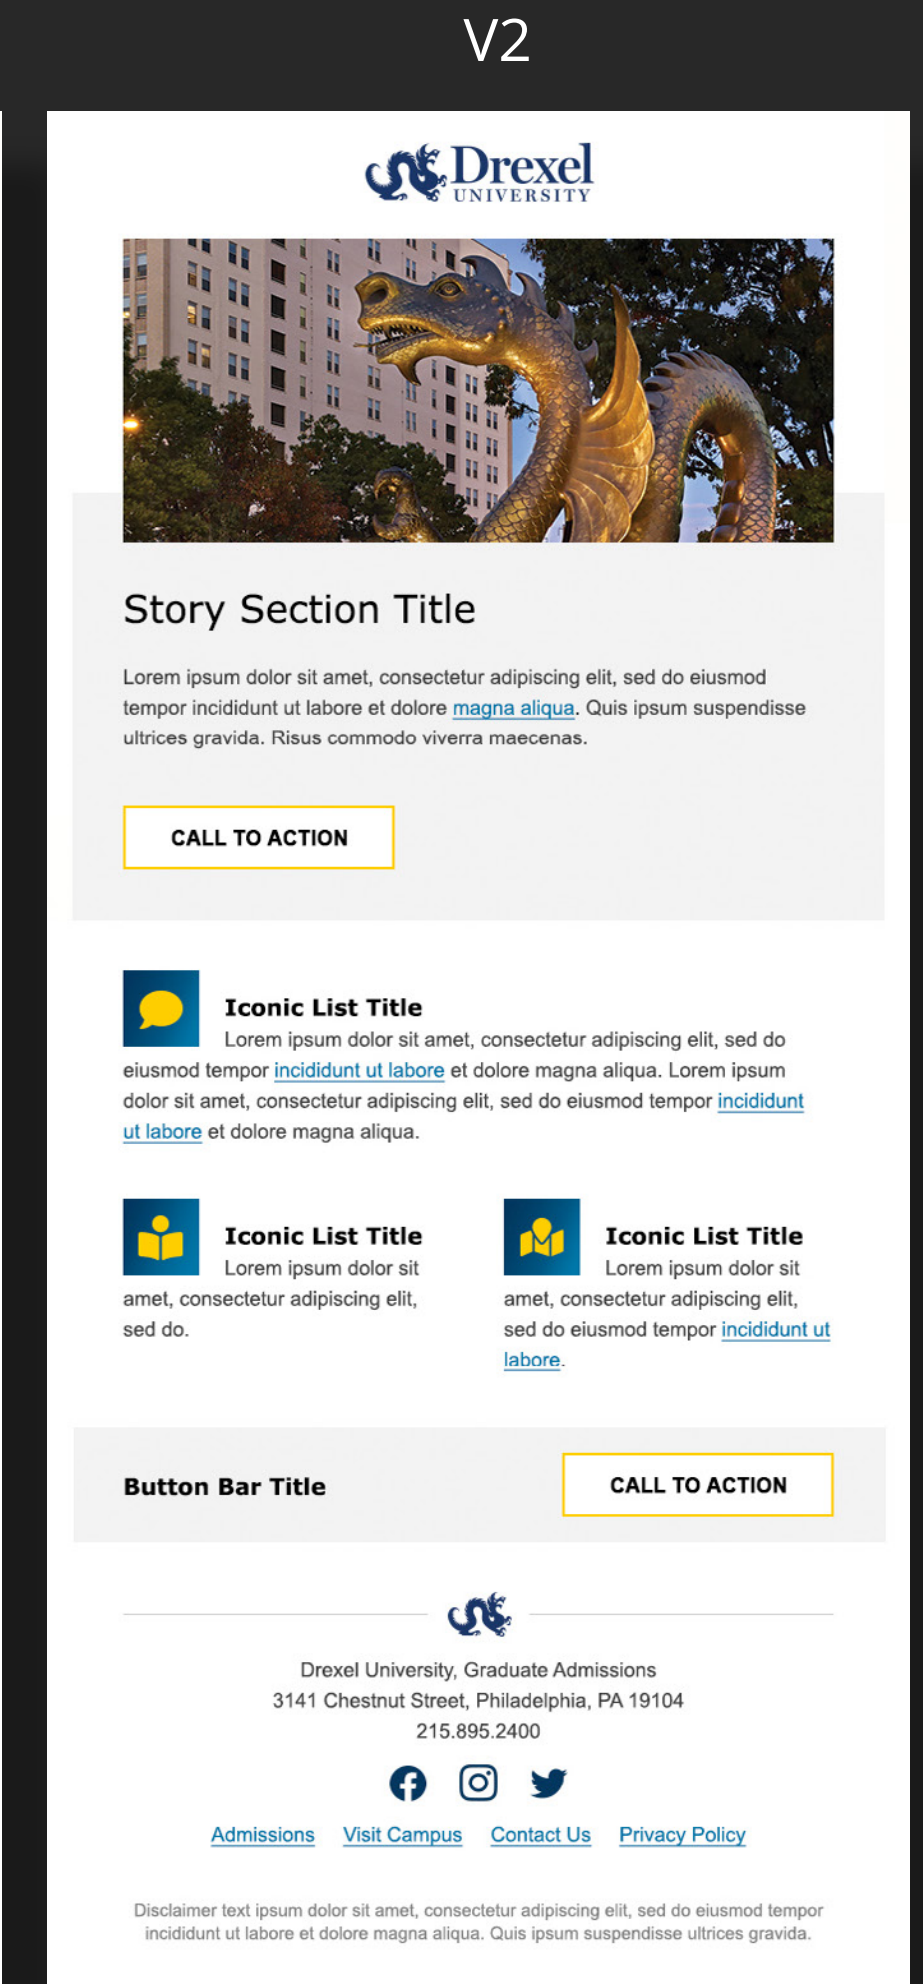 V2
Drexel
UNIVERSITY
Story Section Title
Lorem ipsum dolor sit amet, consectetur adipiscing elit, sed do eiusmod
tempor incididunt ut labore et dolore magna aliqua. Quis ipsum suspendisse
ultrices gravida. Risus commodo viverra maecenas.
CALL TO ACTION
Iconic List Title
Lorem ipsum dolor sit amet, consectetur adipiscing elit, sed do
eiusmod tempor incididunt ut labore et dolore magna aliqua. Lorem ipsum
dolor sit amet, consectetur adipiscing elit, sed do eiusmod tempor incididunt
ut labore et dolore magna aliqua.
Iconic List Title
Lorem ipsum dolor sit
amet, consectetur adipiscing elit,
sed do.
Iconic List Title
Lorem ipsum dolor sit
amet, consectetur adipiscing elit,
sed do eiusmod tempor incididunt ut
labore.
Button Bar Title
CALL TO ACTION
Drexel University, Graduate Admissions
3141 Chestnut Street, Philadelphia, PA 19104
215.895.2400
Admissions Visit Campus Contact Us Privacy Policy
Disclaimer text ipsum dolor sit amet, consectetur adipiscing elit, sed do eiusmod tempor
incididunt ut labore et dolore magna aliqua. Quis ipsum suspendisse ultrices gravida.